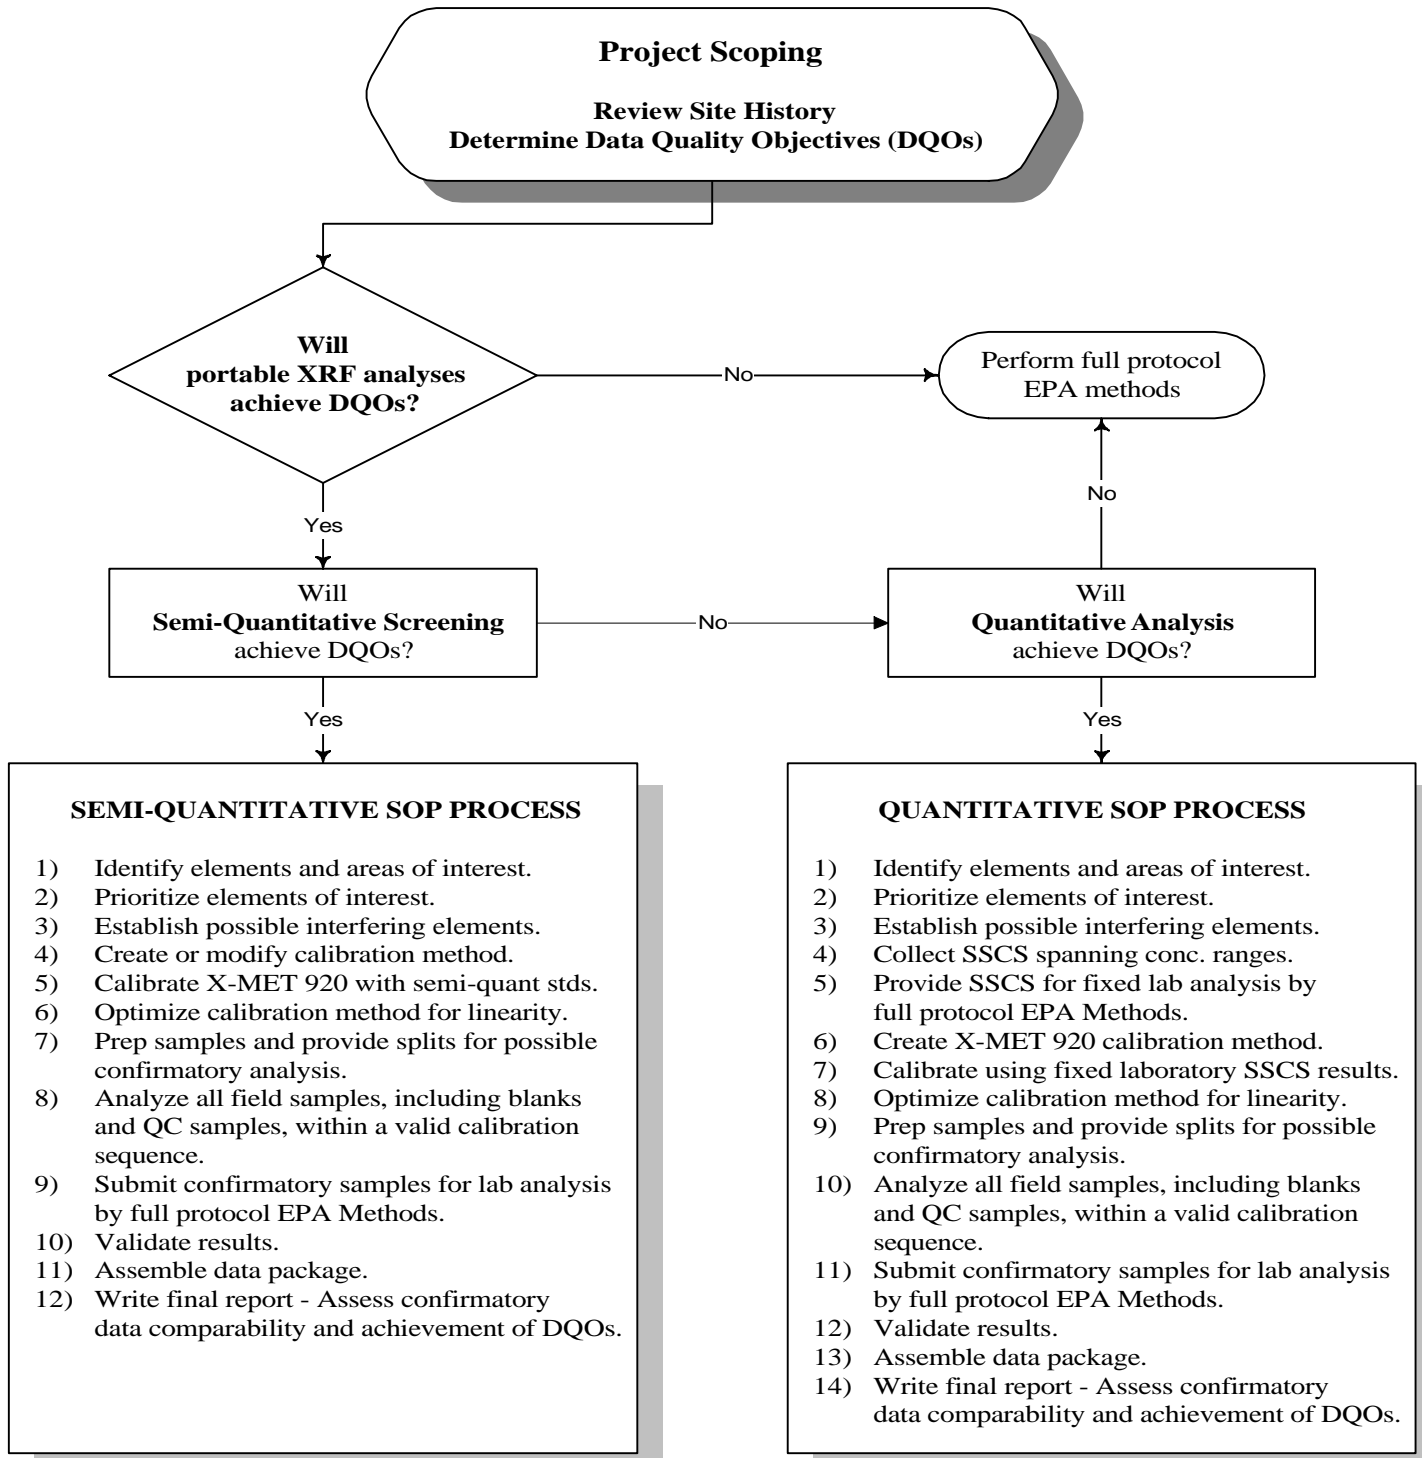 Project Scoping
Review Site History
Determine Data Quality Objectives (DQOs)
Will
portable XRF analyses
achieve DQOs?
No
Perform full protocol
EPA methods
No
Yes
Will
Semi-Quantitative Screening
achieve DQOs?
No
Will
Quantitative Analysis
achieve DQOs?
Yes
Yes
SEMI-QUANTITATIVE SOP PROCESS
1) Identify elements and areas of interest.
2) Prioritize elements of interest.
3) Establish possible interfering elements.
4) Create or modify calibration method.
5) Calibrate X-MET 920 with semi-quant stds.
6) Optimize calibration method for linearity.
7) Prep samples and provide splits for possible
confirmatory analysis.
8) Analyze all field samples, including blanks
and QC samples, within a valid calibration
sequence.
9) Submit confirmatory samples for lab analysis
by full protocol EPA Methods.
10) Validate results.
11) Assemble data package.
12) Write final report - Assess confirmatory
data comparability and achievement of DQOs.
QUANTITATIVE SOP PROCESS
1) Identify elements and areas of interest.
2) Prioritize elements of interest.
3) Establish possible interfering elements.
4) Collect SSCS spanning conc. ranges.
5) Provide SSCS for fixed lab analysis by
full protocol EPA Methods.
6) Create X-MET 920 calibration method.
7) Calibrate using fixed laboratory SSCS results.
8) Optimize calibration method for linearity.
9) Prep samples and provide splits for possible
confirmatory analysis.
10) Analyze all field samples, including blanks
and QC samples, within a valid calibration
sequence.
11) Submit confirmatory samples for lab analysis
by full protocol EPA Methods.
12) Validate results.
13) Assemble data package.
14) Write final report - Assess confirmatory
data comparability and achievement of DQOs.